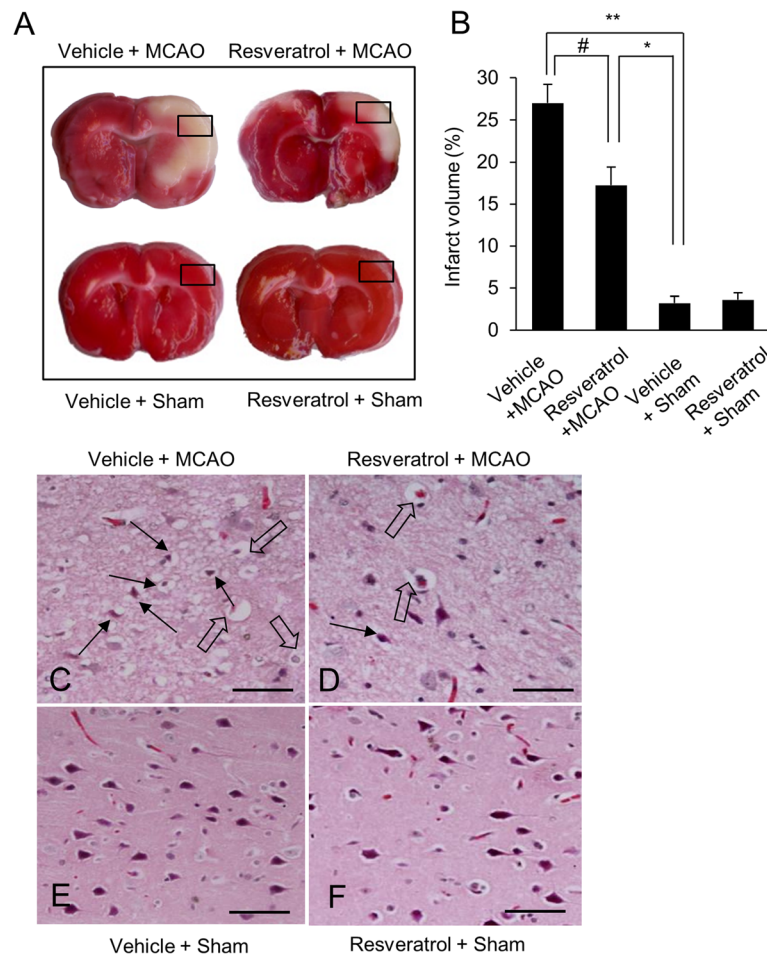 A
Vehicle + MCAO
Resveratrol + MCAO
Vehicle + Sham
Resveratrol + Sham
B
**
#
*
Infarct volume (%)
30
25
20
15
10
5
0
Vehicle
+MCAO
Resveratrol
+MCAO
Vehicle
+ Sham
Resveratrol
+ Sham
Vehicle + MCAO
Resveratrol + MCAO
C
D
E
F
Vehicle + Sham
Resveratrol + Sham